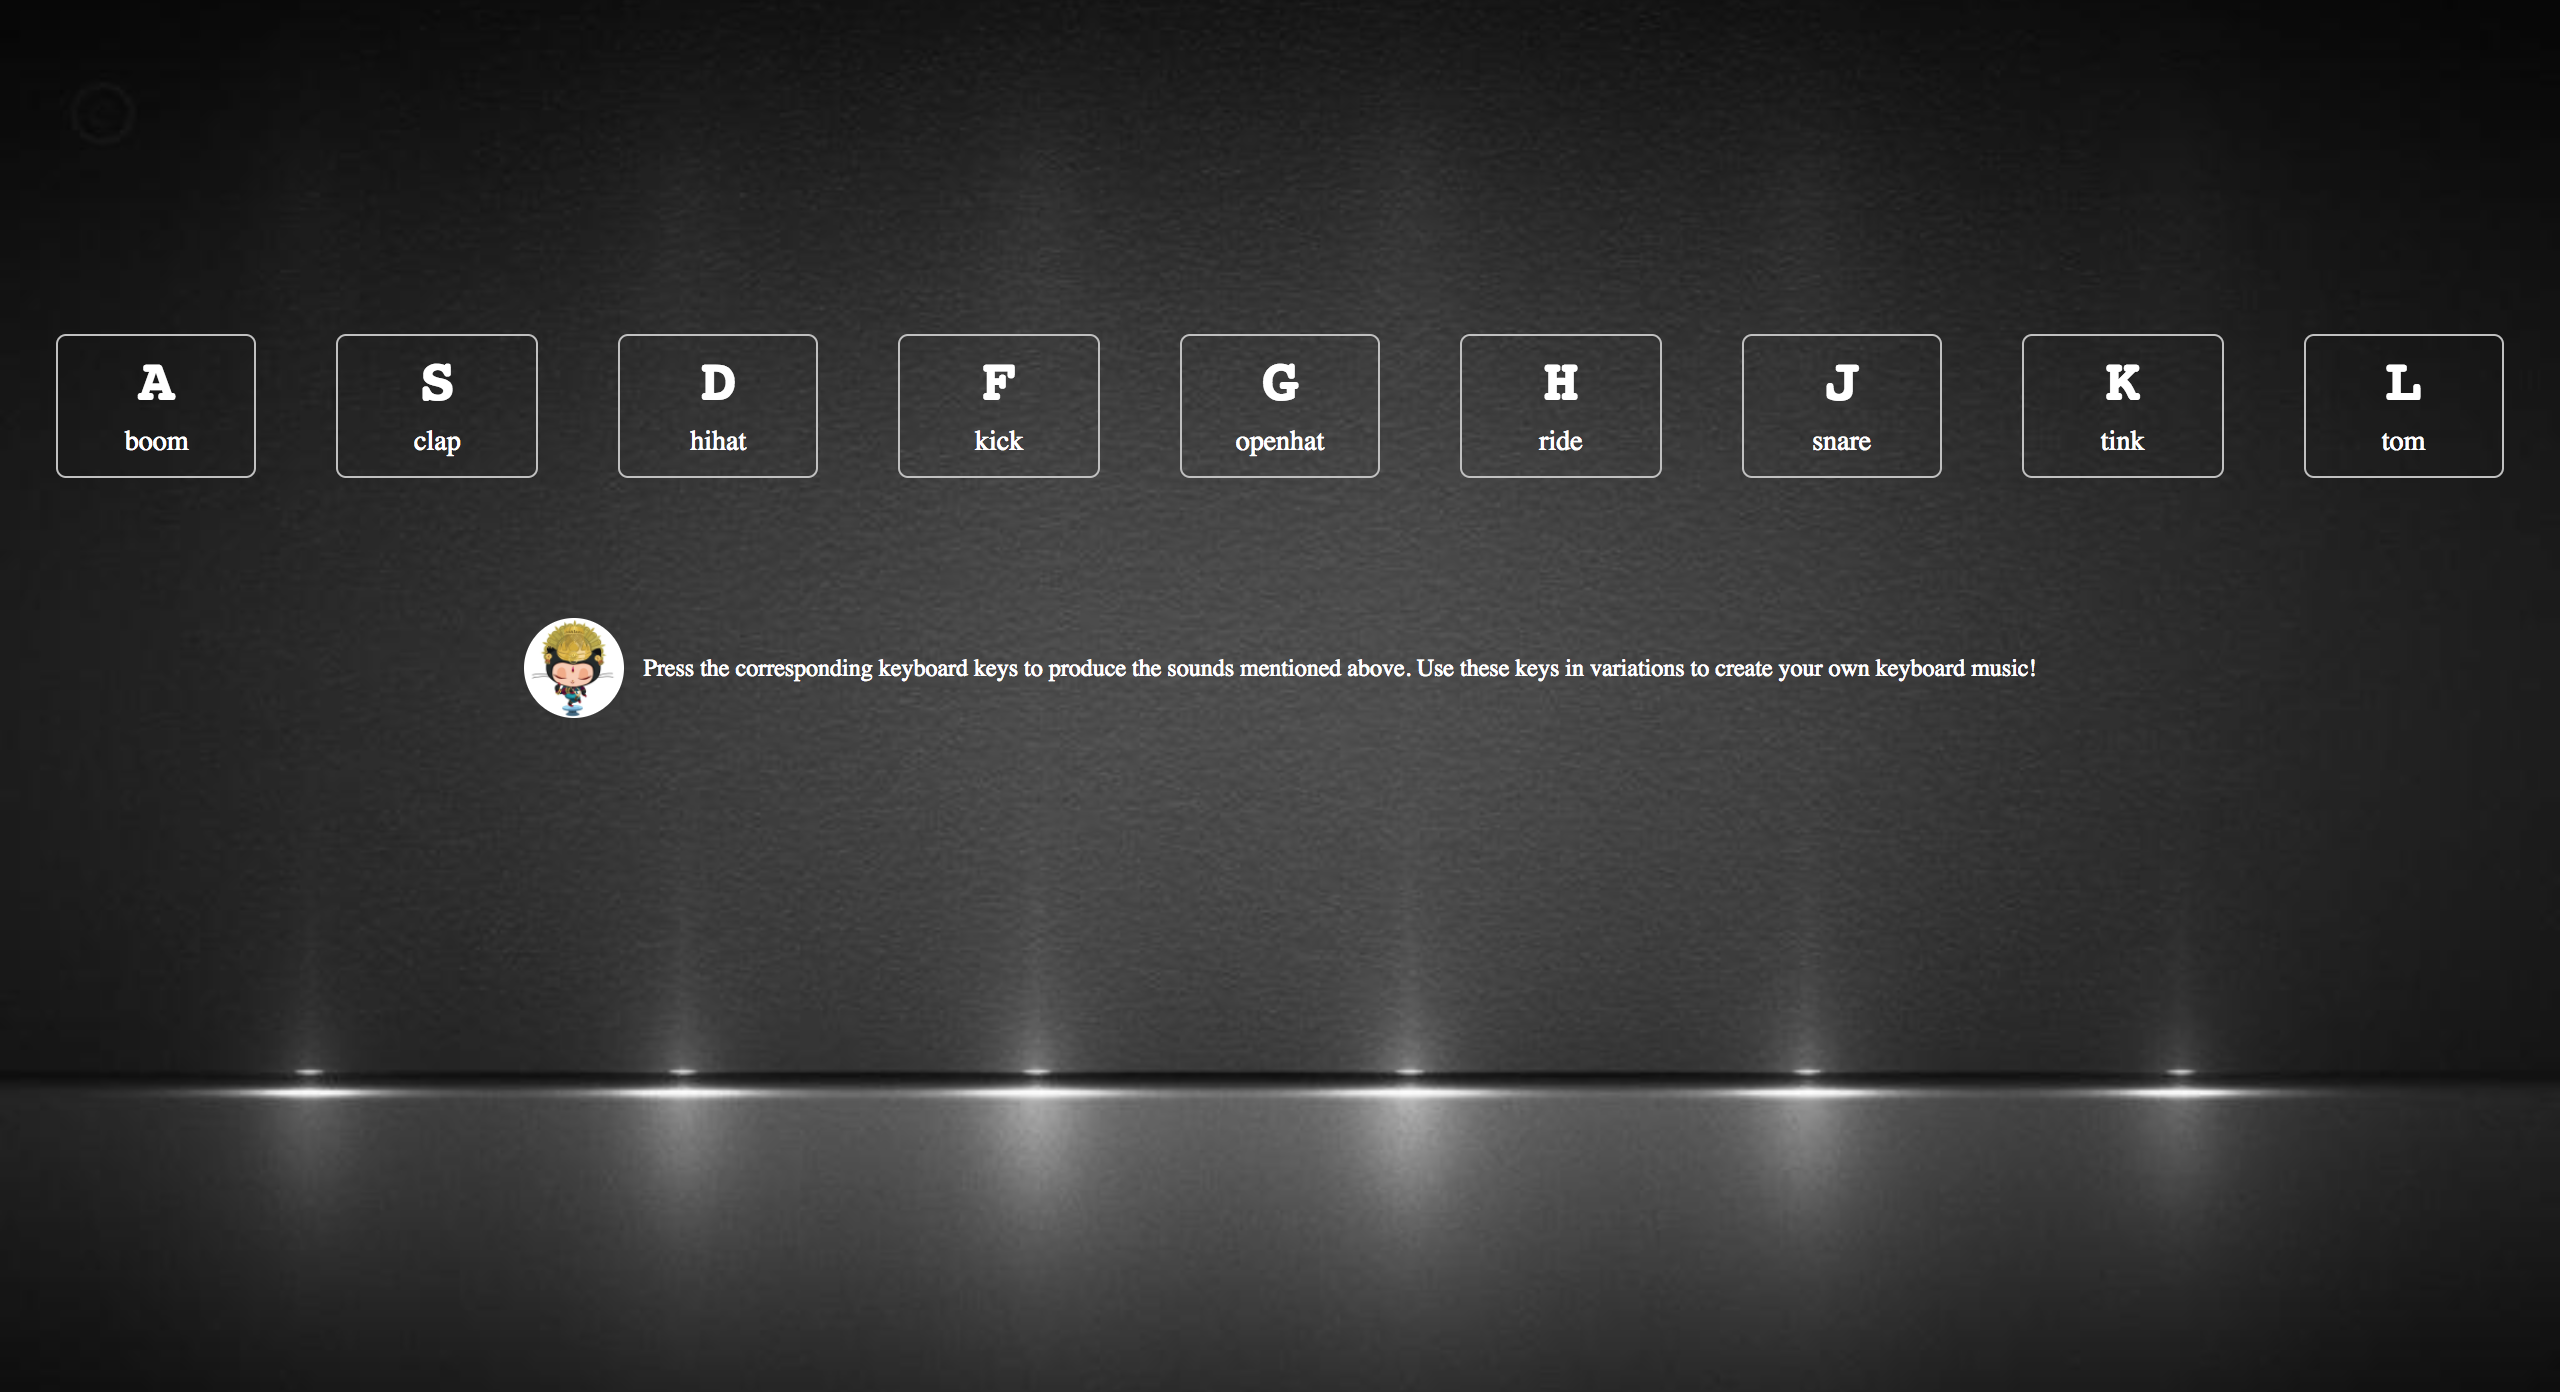 A S D F G H J K L
boom clap hihat kick openhat ride snare tink tom
Press the corresponding keyboard keys to produce the sounds mentioned above. Use these keys in variations to create your own keyboard music!